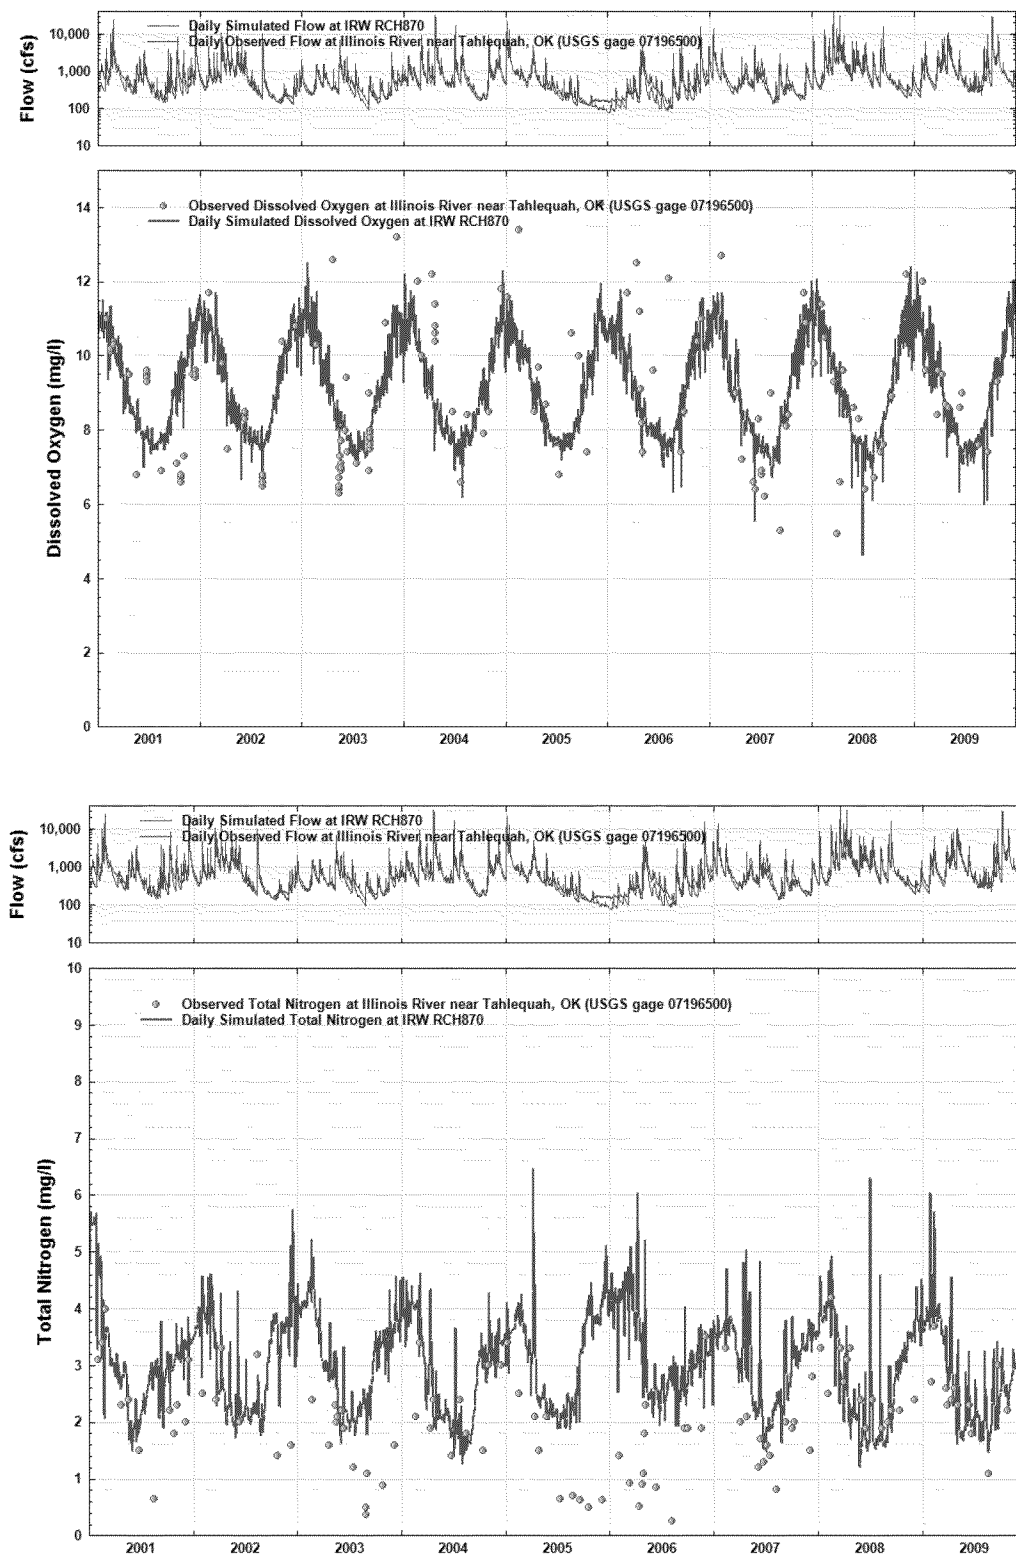 Daily Simulated Flow at IRW RCH870
Daily Observed Flow at Illinois River near Tahlequah, OK (USGS gage 07196500)
Flow (cfs)
10,000
1,000
100
10
Observed Dissolved Oxygen at Illinois River near Tahlequah, OK (USGS gage 07196500)
Daily Simulated Dissolved Oxygen at IRW RCH870
Dissolved Oxygen (mg/l)
14
12
10
8
6
4
2
0
2001 2002 2003 2004 2005 2006 2007 2008 2009
Daily Simulated Flow at IRW RCH870
Daily Observed Flow at Illinois River near Tahlequah, OK (USGS gage 07196500)
Flow (cfs)
10,000
1,000
100
10
Observed Total Nitrogen at Illinois River near Tahlequah, OK (USGS gage 07196500)
Daily Simulated Total Nitrogen at IRW RCH870
Total Nitrogen (mg/l)
10
9
8
7
6
5
4
3
2
1
0
2001 2002 2003 2004 2005 2006 2007 2008 2009